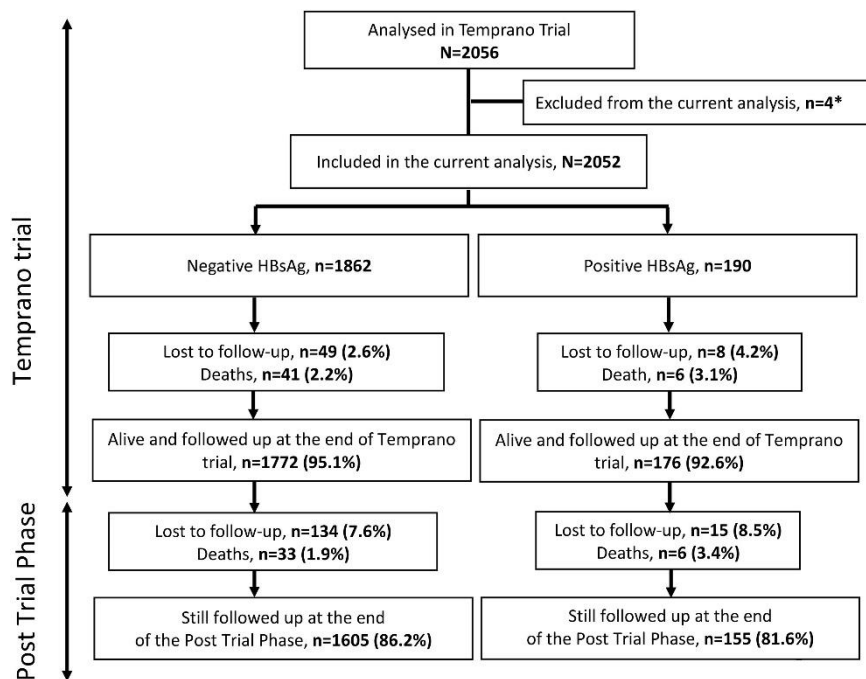 Analysed in Temprano Trial
N=2056
Excluded from the current analysis, n=4*
Included in the current analysis, N=2052
Temprano trial
Negative HBsAg, n=1862
Positive HBsAg, n=190
Lost to follow-up, n=49 (2.6%)
Deaths, n=41 (2.2%)
Lost to follow-up, n=8 (4.2%)
Death, n=6 (3.1%)
Alive and followed up at the end of Temprano
trial, n=1772 (95.1%)
Alive and followed up at the end of Temprano
trial, n=176 (92.6%)
Post Trial Phase
Lost to follow-up, n=134 (7.6%)
Deaths, n=33 (1.9%)
Lost to follow-up, n=15 (8.5%)
Deaths, n=6 (3.4%)
Still followed up at the end
of the Post Trial Phase, n=1605 (86.2%)
Still followed up at the end
of the Post Trial Phase, n=155 (81.6%)